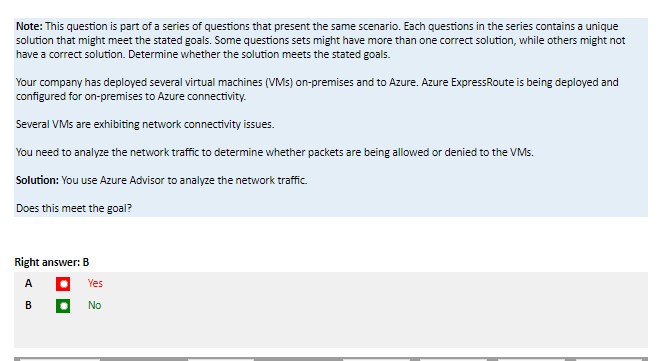 Note: This question is part of a series of questions that present the same scenario. Each questions in the series contains a unique
solution that might meet the stated goals. Some questions sets might have more than one correct solution, while others might not
have a correct solution. Determine whether the solution meets the stated goals.
Your company has deployed several virtual machines (VMs) on-premises and to Azure. Azure ExpressRoute is being deployed and
configured for on-premises to Azure connectivity.
Several VMs are exhibiting network connectivity issues.
You need to analyze the network traffic to determine whether packets are being allowed or denied to the VMs.
Solution: You use Azure Advisor to analyze the network traffic.
Does this meet the goal?
Right answer: B
A Yes
B No